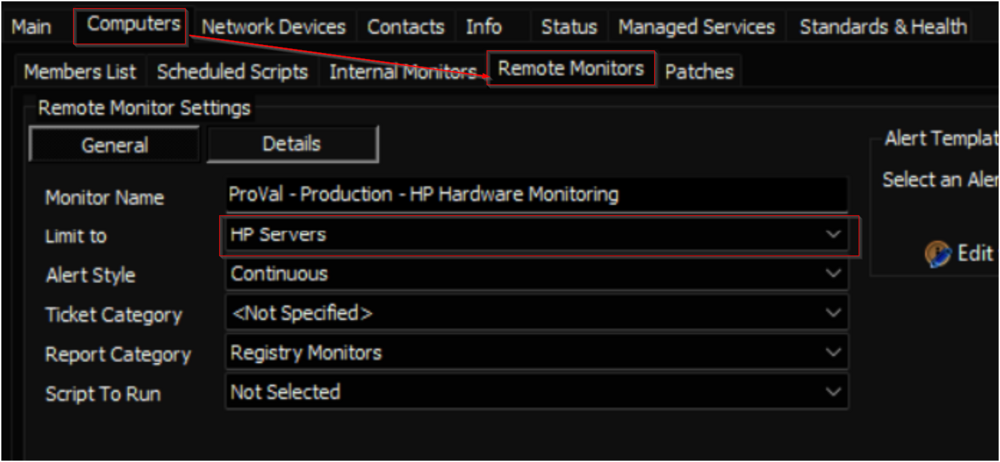 Main Computers Network Devices Contacts Info Status Managed Services Standards & Health
Members List Scheduled Scripts Internal Monitors Remote Monitors Patches
Remote Monitor Settings
General Details
Alert Templat
Select an Aler
Monitor Name ProVal - Production - HP Hardware Monitoring
Limit to HP Servers
Edit
Alert Style Continuous
Ticket Category <Not Specified>
Report Category Registry Monitors
Script To Run Not Selected